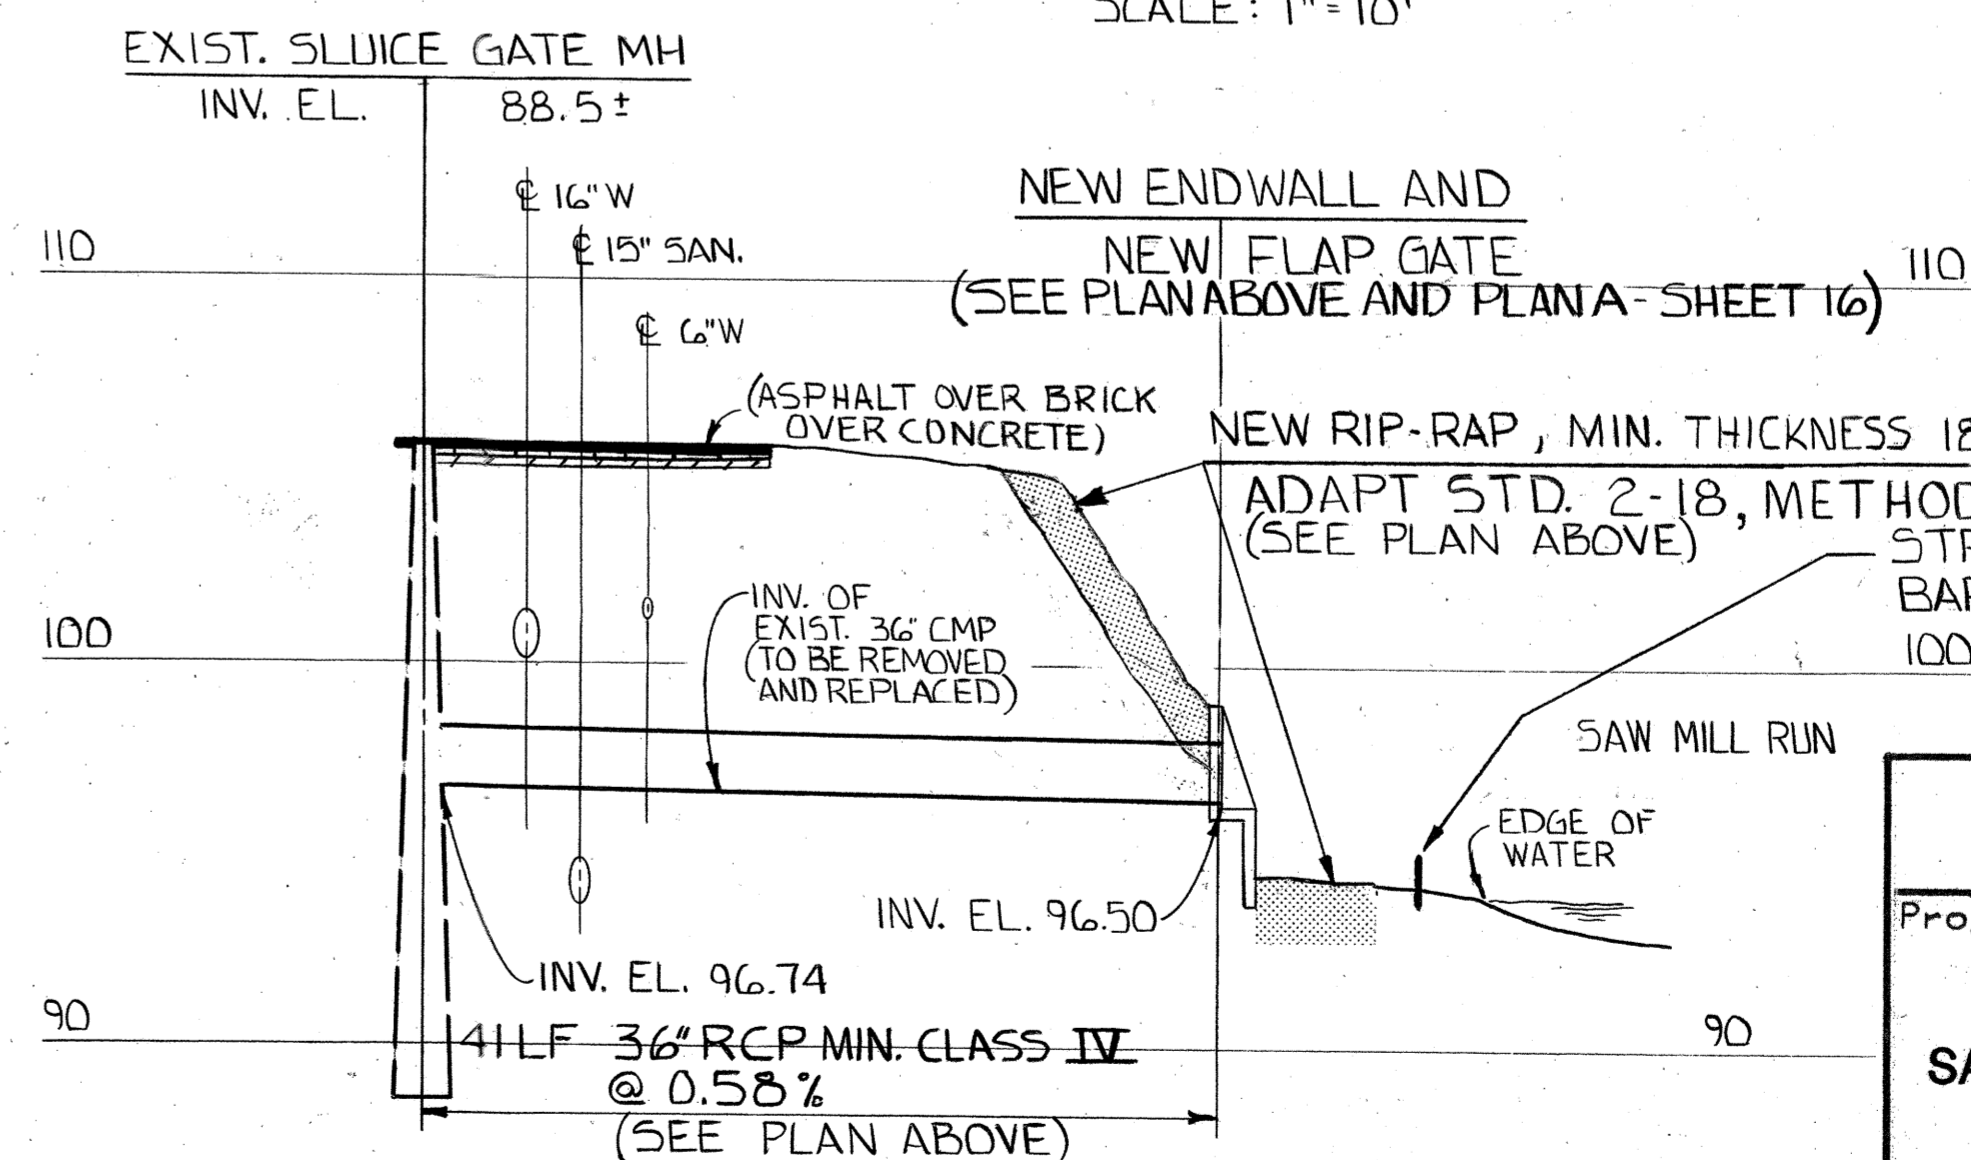 SCALE: 1" = 10'
EXIST. SLUICE GATE MH
INV. EL. 88.5±
℄ 16" W
℄ 15" SAN.
℄ 6" W
NEW ENDWALL AND
NEW FLAP GATE
(SEE PLAN ABOVE AND PLAN A - SHEET 16)
110
110
(ASPHALT OVER BRICK
OVER CONCRETE)
NEW RIP-RAP, MIN. THICKNESS 18
ADAPT STD. 2-18, METHOD
(SEE PLAN ABOVE)
BAR
100
100
INV. OF
EXIST. 36" CMP
(TO BE REMOVED
AND REPLACED)
SAW MILL RUN
EDGE OF
WATER
INV. EL. 96.50
INV. EL. 96.74
90
90
41 LF 36" RCP MIN. CLASS IV
@ 0.58%
(SEE PLAN ABOVE)
Pro
SA